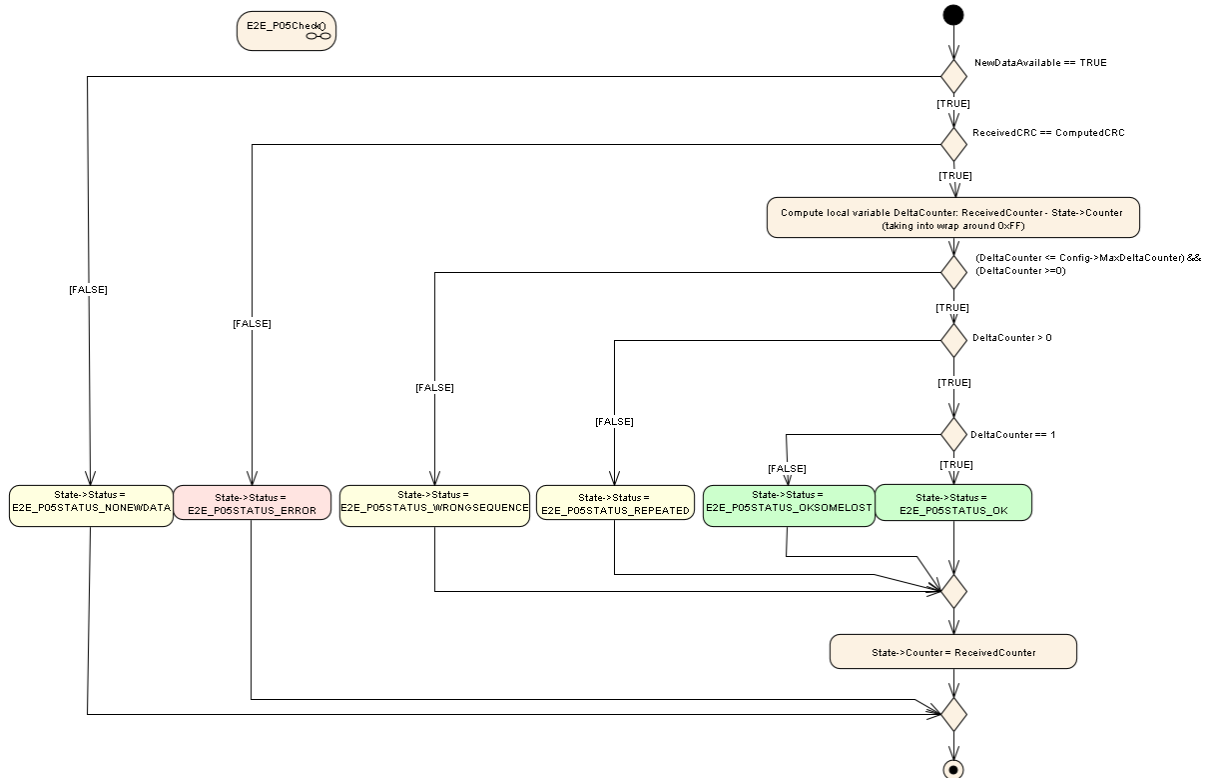 E2E_P05Check()
NewDataAvailable == TRUE
[TRUE]
ReceivedCRC == ComputedCRC
[TRUE]
Compute local variable DeltaCounter: ReceivedCounter - State->Counter
(taking into wrap around 0xFF)
(DeltaCounter <= Config->MaxDeltaCounter) &&
(DeltaCounter >=0)
[FALSE]
[TRUE]
[FALSE]
DeltaCounter > 0
[TRUE]
[FALSE]
[FALSE]
DeltaCounter == 1
[FALSE]
[TRUE]
State->Status =
E2E_P05STATUS_NONEWDATA
State->Status =
E2E_P05STATUS_ERROR
State->Status =
E2E_P05STATUS_WRONGSEQUENCE
State->Status =
E2E_P05STATUS_REPEATED
State->Status =
E2E_P05STATUS_OKSOMELOST
State->Status =
E2E_P05STATUS_OK
State->Counter = ReceivedCounter